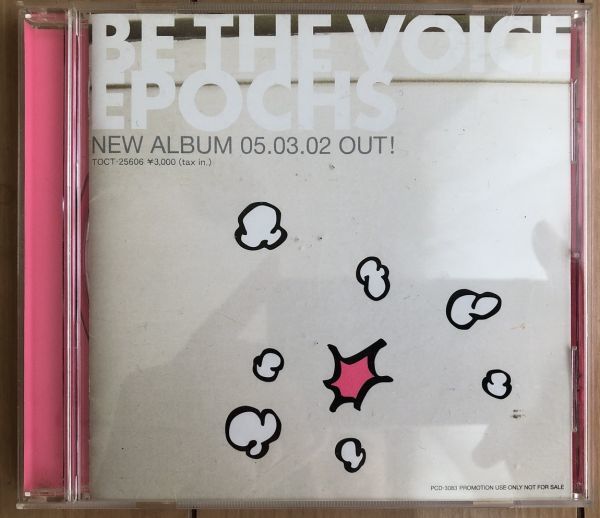 BE THE VOICE
EPOCHS
NEW ALBUM 05.03.02 OUT!
TOCT-25606 ¥3,000 (tax in.)
PCD-3083 PROMOTION USE ONLY NOT FOR SALE